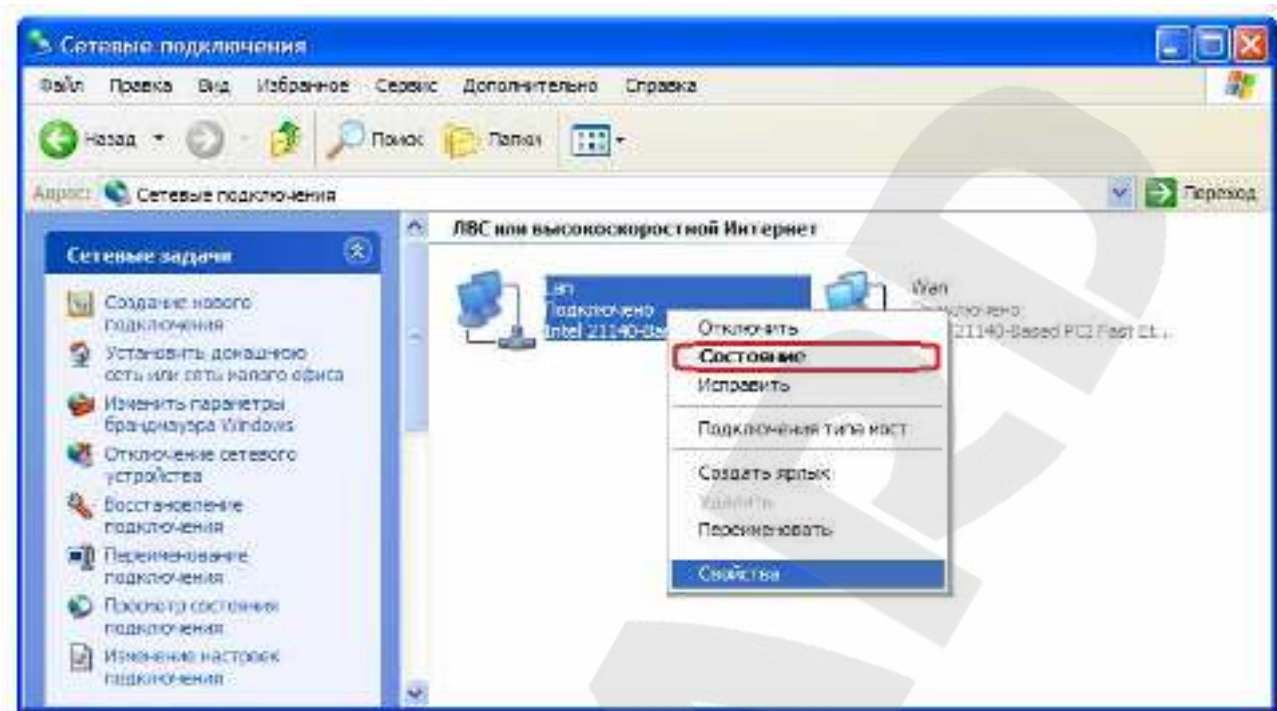 Сетевые подключения
Файл Правка Вид Избранное Сервис Дополнительно Справка
Назад Поиск Папки
Адрес: Сетевые подключения Переход
Сетевые задачи
Создание нового
подключения
Установить домашнюю
сеть или сеть малого офиса
Изменить параметры
брандмауэра Windows
Отключение сетевого
устройства
Восстановление
подключения
Переименование
подключения
Просмотр состояния
подключения
Изменение настроек
подключения
ЛВС или высокоскоростной Интернет
Lan
Подключено
Intel 21140-Bas
Wan
21140-Based PCI Fast Et...
Отключить
Состояние
Исправить
Подключения типа мост
Создать ярлык
Удалить
Переименовать
Свойства